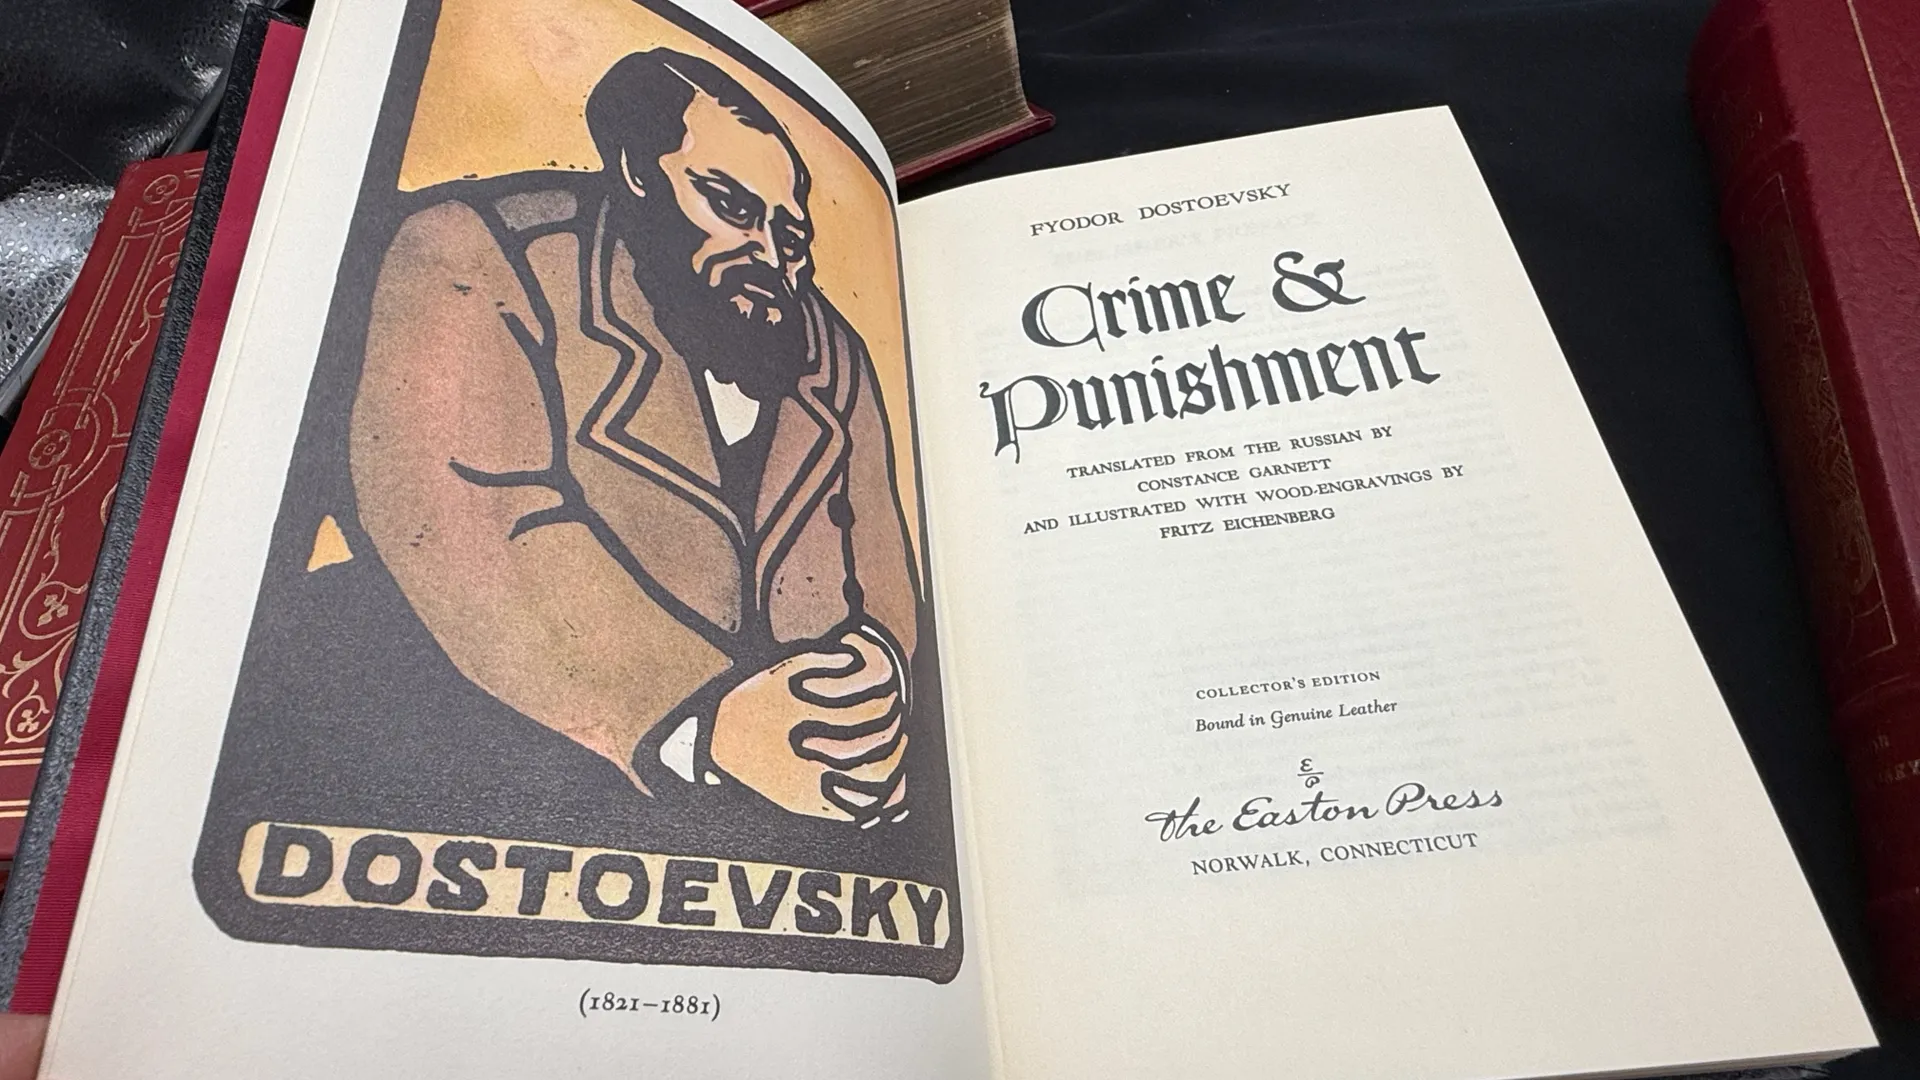 DOSTOEVSKY
(1821–1881)
FYODOR DOSTOEVSKY
Crime &
Punishment
TRANSLATED FROM THE RUSSIAN BY
CONSTANCE GARNETT
AND ILLUSTRATED WITH WOOD-ENGRAVINGS BY
FRITZ EICHENBERG
COLLECTOR'S EDITION
Bound in Genuine Leather
The Easton Press
NORWALK, CONNECTICUT